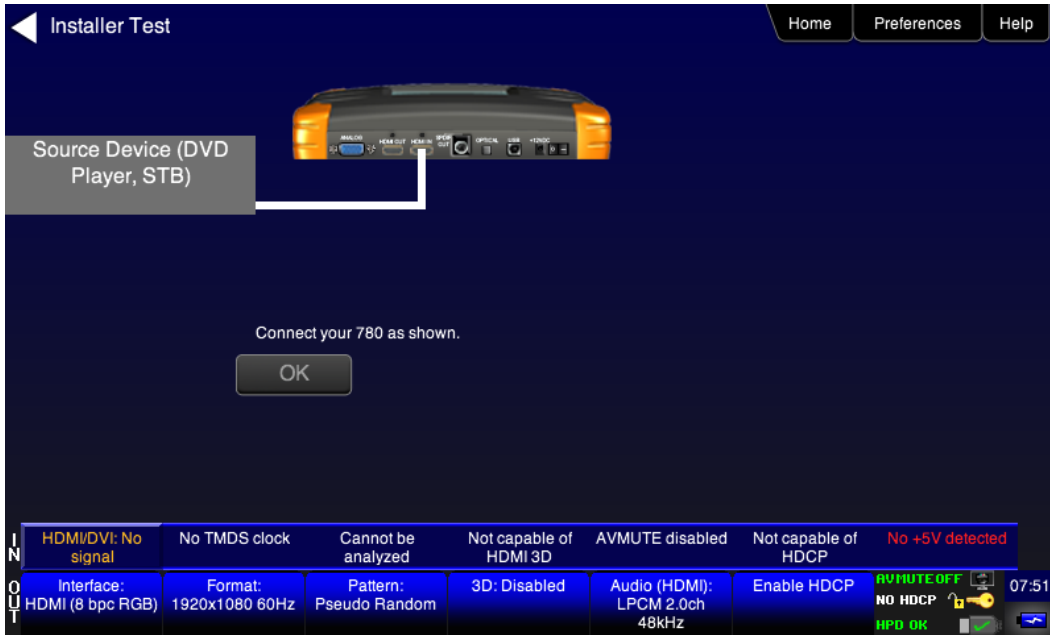 Installer Test
Home
Preferences
Help
ANALOG
HDMI OUT
HDMI IN
SPDIF
OUT
OPTICAL
USB
+12VDC
Source Device (DVD
Player, STB)
Connect your 780 as shown.
OK
IN
HDMI/DVI: No
signal
No TMDS clock
Cannot be
analyzed
Not capable of
HDMI 3D
AVMUTE disabled
Not capable of
HDCP
No +5V detected
OUT
Interface:
HDMI (8 bpc RGB)
Format:
1920x1080 60Hz
Pattern:
Pseudo Random
3D: Disabled
Audio (HDMI):
LPCM 2.0ch
48kHz
Enable HDCP
AVMUTEOFF
NO HDCP
HPD OK
07:51